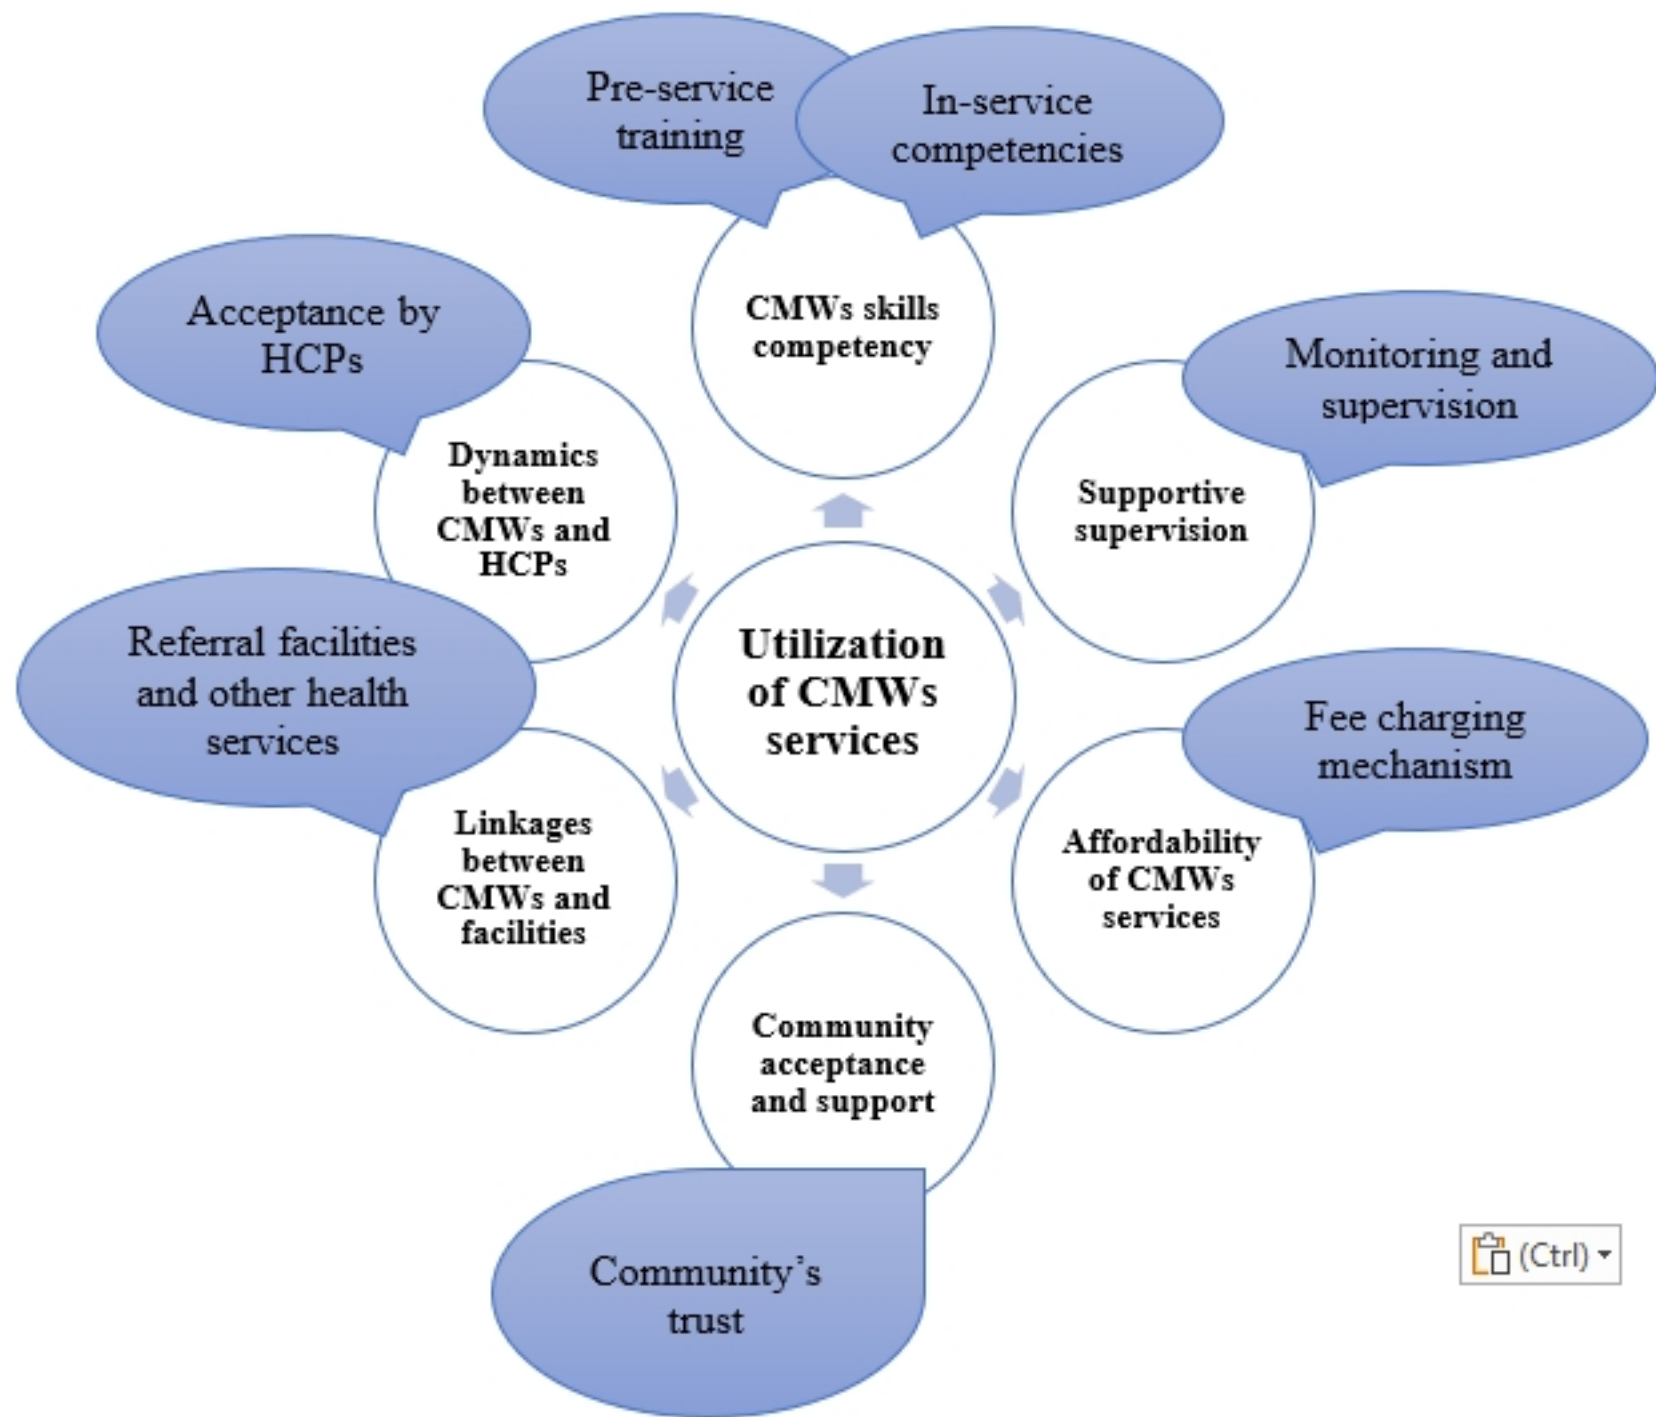 Pre-service
training
In-service
competencies
CMWs skills
competency
Acceptance by
HCPs
Dynamics
between
CMWs and
HCPs
Monitoring and
supervision
Supportive
supervision
Utilization
of CMWs
services
Referral facilities
and other health
services
Linkages
between
CMWs and
facilities
Fee charging
mechanism
Affordability
of CMWs
services
Community
acceptance
and support
Community’s
trust
(Ctrl)